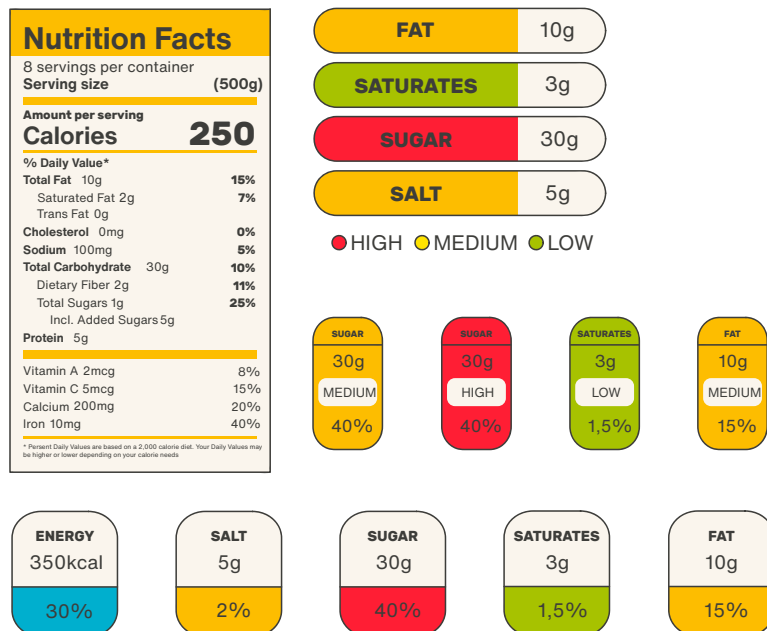 Nutrition Facts
8 servings per container
Serving size (500g)
Amount per serving
Calories 250
% Daily Value*
Total Fat 10g 15%
Saturated Fat 2g 7%
Trans Fat 0g
Cholesterol 0mg 0%
Sodium 100mg 5%
Total Carbohydrate 30g 10%
Dietary Fiber 2g 11%
Total Sugars 1g 25%
Incl. Added Sugars 5g
Protein 5g
Vitamin A 2mcg 8%
Vitamin C 5mcg 15%
Calcium 200mg 20%
Iron 10mg 40%
* Persent Daily Values are based on a 2,000 calorie diet. Your Daily Values may
be higher or lower depending on your calorie needs
FAT 10g
SATURATES 3g
SUGAR 30g
SALT 5g
HIGH MEDIUM LOW
SUGAR
30g
MEDIUM
40%
SUGAR
30g
HIGH
40%
SATURATES
3g
LOW
1,5%
FAT
10g
MEDIUM
15%
ENERGY
350kcal
30%
SALT
5g
2%
SUGAR
30g
40%
SATURATES
3g
1,5%
FAT
10g
15%